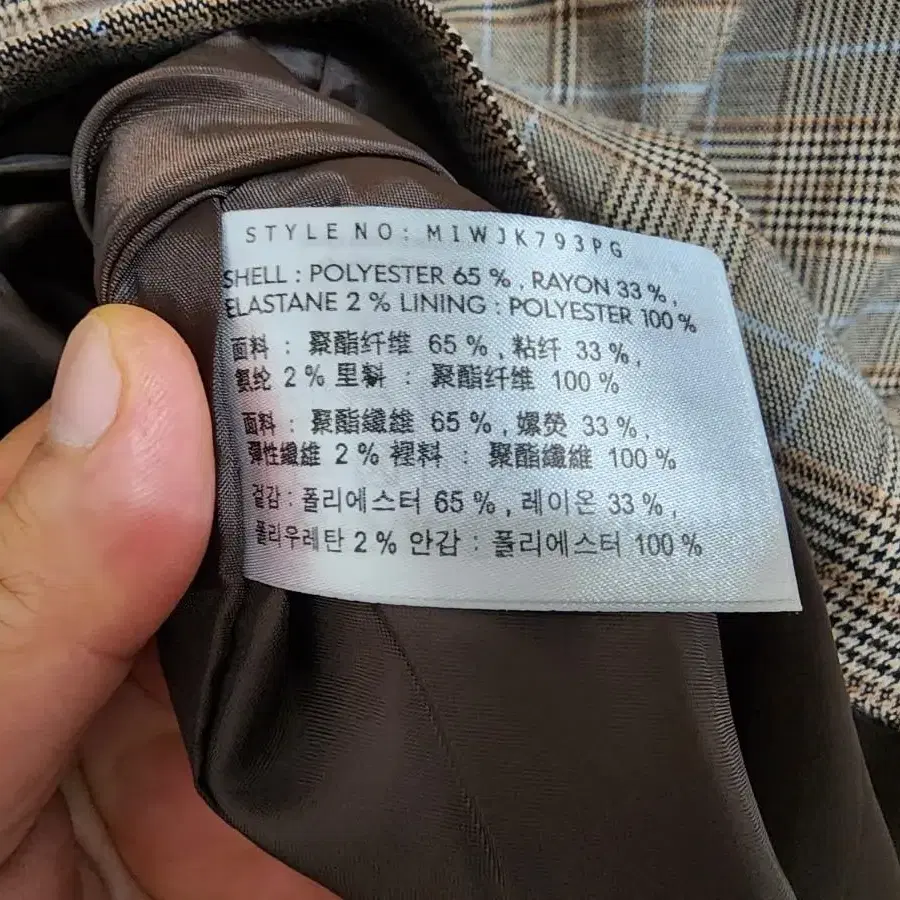 STYLE NO: MIWJK793PG
SHELL : POLYESTER 65 % , RAYON 33 % ,
ELASTANE 2 % LINING : POLYESTER 100 %
面料 : 聚酯纤维 65 % , 粘纤 33 % ,
氨纶 2 % 里料 : 聚酯纤维 100 %
面料 : 聚酯纖維 65 % , 嫘荧 33 % ,
彈性纖維 2 % 裡料 : 聚酯纖維 100 %
겉감 : 폴리에스터 65 % , 레이온 33 % ,
폴리우레탄 2 % 안감 : 폴리에스터 100 %